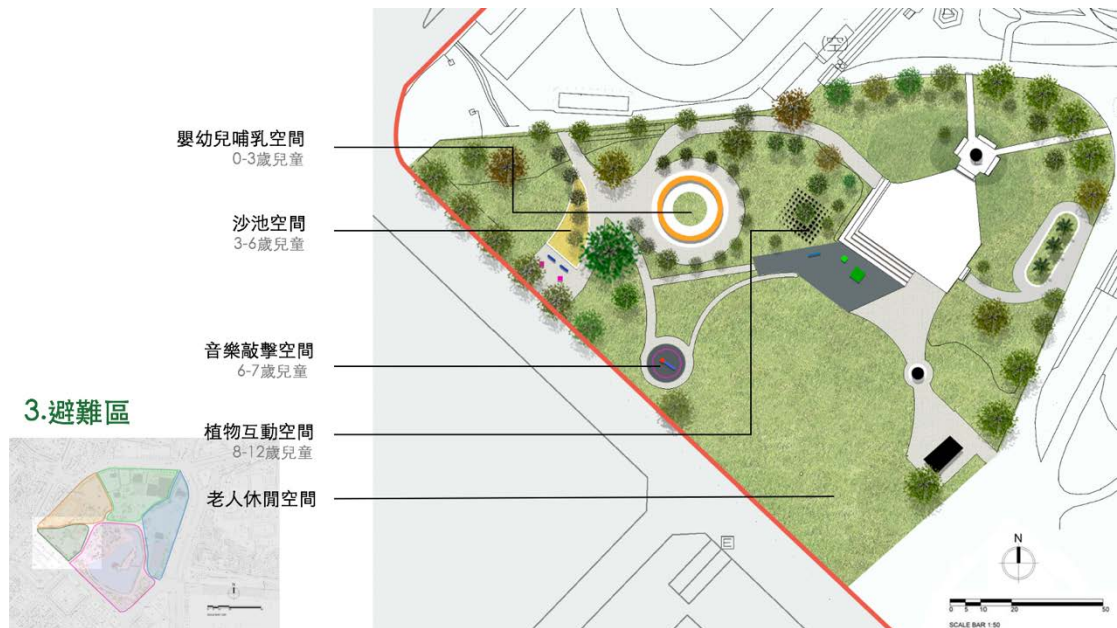 嬰幼兒哺乳空間
0-3歲兒童
沙池空間
3-6歲兒童
音樂敲擊空間
6-7歲兒童
3.避難區
植物互動空間
8-12歲兒童
老人休閒空間
N
0 5 10 20 50
SCALE BAR 1:50